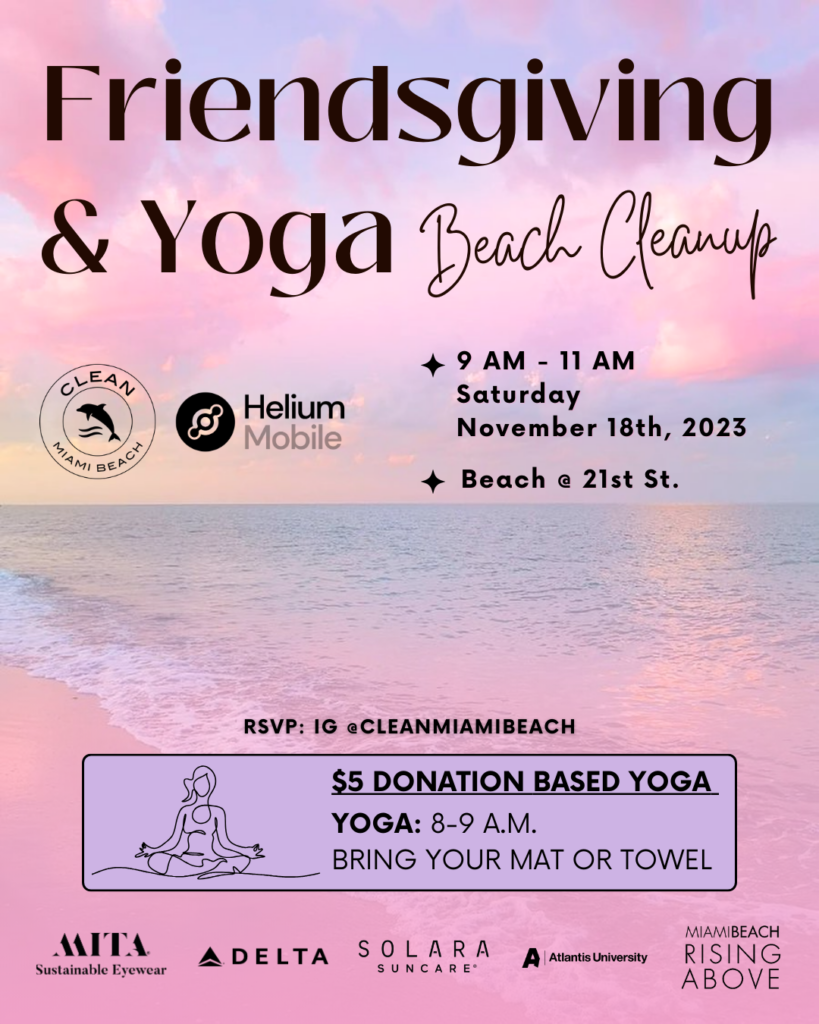 Friendsgiving
& Yoga Beach Cleanup
CLEAN
MIAMI BEACH
Helium
Mobile
9 AM - 11 AM
Saturday
November 18th, 2023
Beach @ 21st St.
RSVP: IG @CLEANMIAMIBEACH
$5 DONATION BASED YOGA
YOGA: 8-9 A.M.
BRING YOUR MAT OR TOWEL
MITA
Sustainable Eyewear
DELTA
SOLARA
SUNCARE®
A | Atlantis University
MIAMIBEACH
RISING
ABOVE